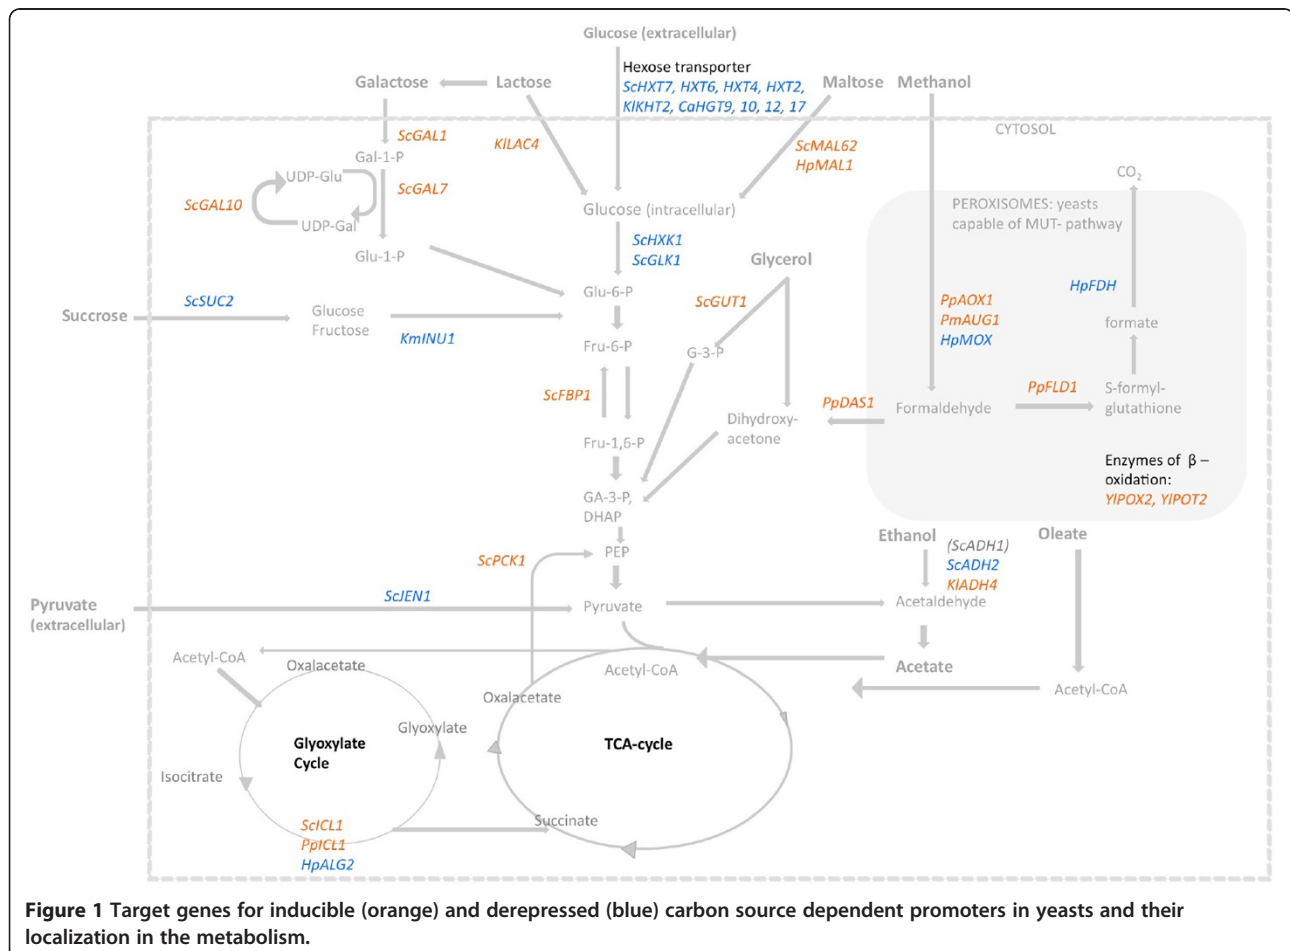 Glucose (extracellular)
Hexose transporter
ScHXT7, HXT6, HXT4, HXT2,
KlKHT2, CaHGT9, 10, 12, 17
Galactose
Lactose
Maltose
Methanol
CYTOSOL
ScGAL1
KlLAC4
ScMAL62
HpMAL1
Gal-1-P
UDP-Glu
ScGAL7
ScGAL10
UDP-Gal
Glu-1-P
Glucose (intracellular)
CO2
PEROXISOMES: yeasts
capable of MUT- pathway
ScHXK1
ScGLK1
Glycerol
HpFDH
Glu-6-P
ScGUT1
PpAOX1
PmAUG1
HpMOX
formate
ScSUC2
Succrose
Glucose
Fructose
KmINU1
Fru-6-P
G-3-P
ScFBP1
PpDAS1
Formaldehyde
PpFLD1
S-formyl-
glutathione
Dihydroxy-
acetone
Fru-1,6-P
Enzymes of β –
oxidation:
YlPOX2, YlPOT2
GA-3-P,
DHAP
Ethanol
(ScADH1)
ScADH2
KlADH4
Oleate
ScPCK1
PEP
ScJEN1
Pyruvate
(extracellular)
Pyruvate
Acetaldehyde
Acetyl-CoA
Oxalacetate
Acetyl-CoA
Acetate
Oxalacetate
Acetyl-CoA
Glyoxylate
Glyoxylate
Cycle
TCA-cycle
Isocitrate
ScICL1
PpICL1
HpALG2
Succinate
Figure 1 Target genes for inducible (orange) and derepressed (blue) carbon source dependent promoters in yeasts and their
localization in the metabolism.